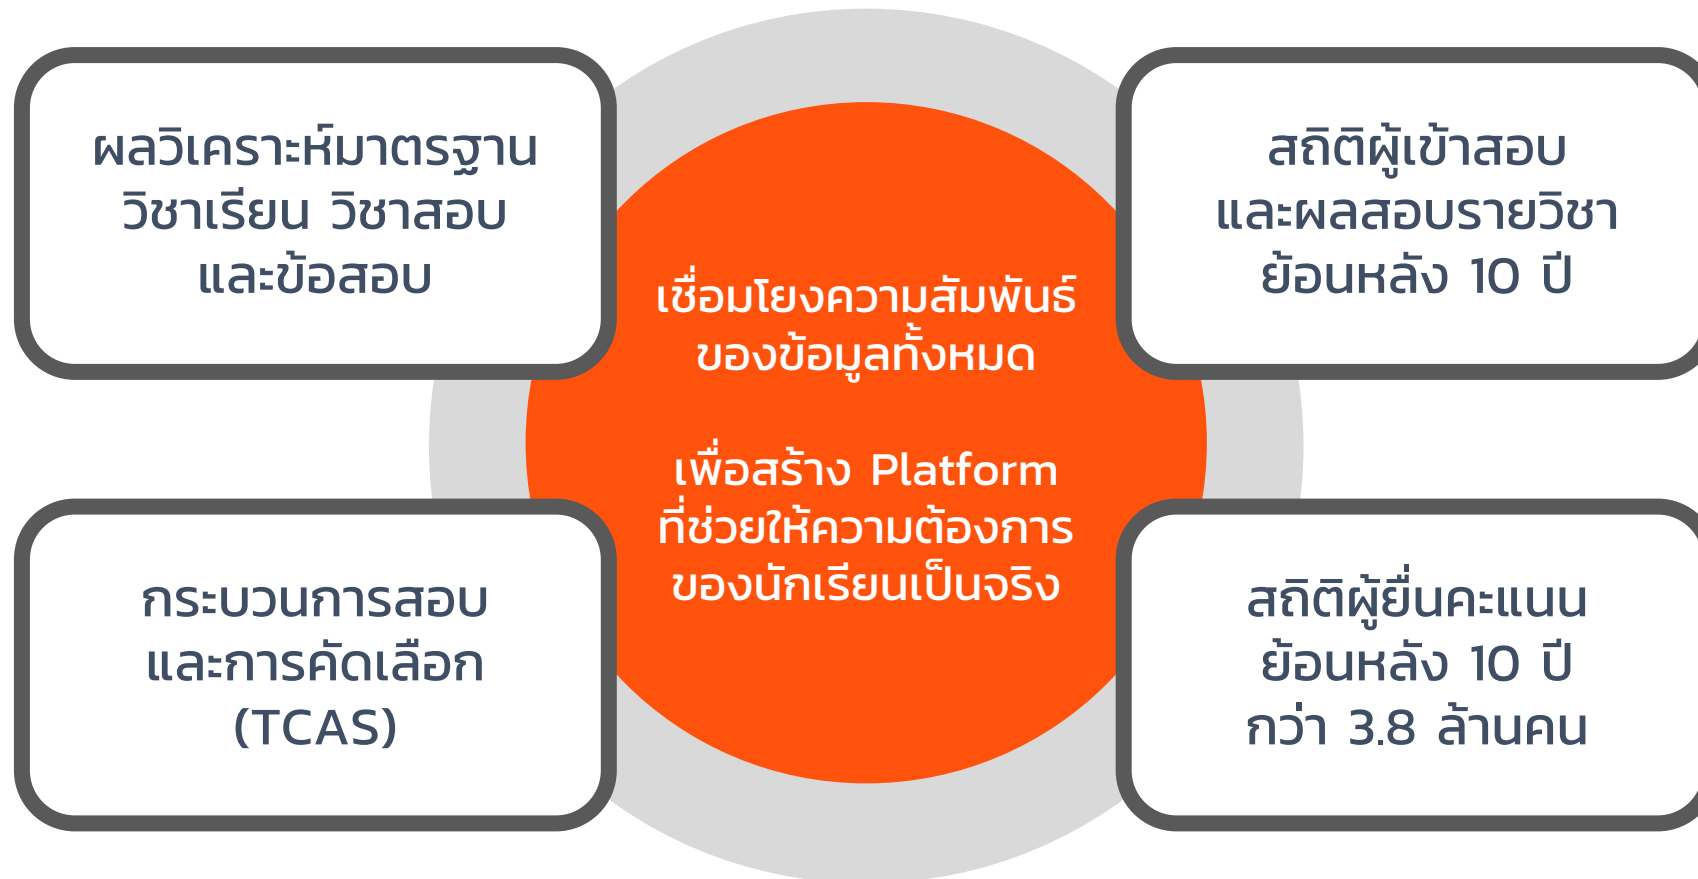 ผลวิเคราะห์มาตรฐาน
วิชาเรียน วิชาสอบ
และข้อสอบ
สถิติผู้เข้าสอบ
และผลสอบรายวิชา
ย้อนหลัง 10 ปี
เชื่อมโยงความสัมพันธ์
ของข้อมูลทั้งหมด
เพื่อสร้าง Platform
ที่ช่วยให้ความต้องการ
ของนักเรียนเป็นจริง
กระบวนการสอบ
และการคัดเลือก
(TCAS)
สถิติผู้ยื่นคะแนน
ย้อนหลัง 10 ปี
กว่า 3.8 ล้านคน